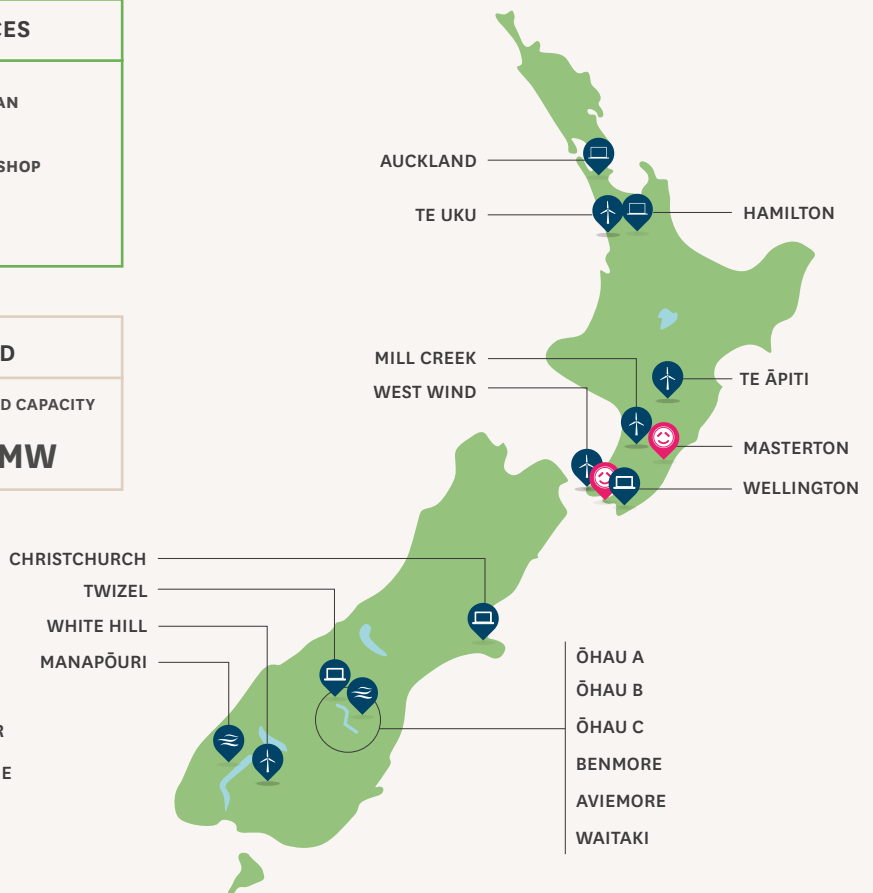 CES
AN
SHOP
D
D CAPACITY
MW
R
E
AUCKLAND
TE UKU
HAMILTON
MILL CREEK
WEST WIND
TE ĀPITI
MASTERTON
WELLINGTON
CHRISTCHURCH
TWIZEL
WHITE HILL
MANAPŌURI
ŌHAU A
ŌHAU B
ŌHAU C
BENMORE
AVIEMORE
WAITAKI